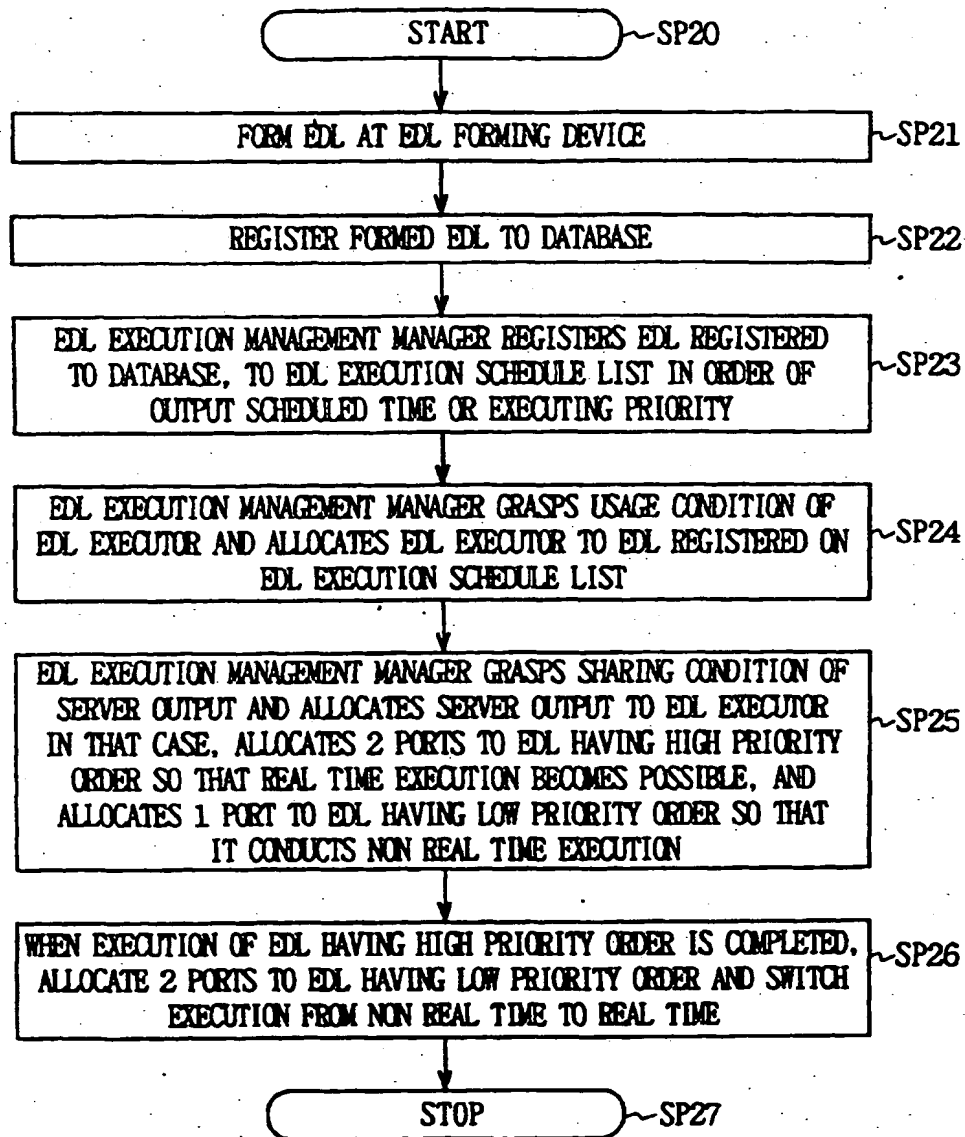 START
SP20
FORM EDL AT EDL FORMING DEVICE
SP21
REGISTER FORMED EDL TO DATABASE
SP22
EDL EXECUTION MANAGEMENT MANAGER REGISTERS EDL REGISTERED
TO DATABASE, TO EDL EXECUTION SCHEDULE LIST IN ORDER OF
OUTPUT SCHEDULED TIME OR EXECUTING PRIORITY
SP23
EDL EXECUTION MANAGEMENT MANAGER GRASPS USAGE CONDITION OF
EDL EXECUTOR AND ALLOCATES EDL EXECUTOR TO EDL REGISTERED ON
EDL EXECUTION SCHEDULE LIST
SP24
EDL EXECUTION MANAGEMENT MANAGER GRASPS SHARING CONDITION OF
SERVER OUTPUT AND ALLOCATES SERVER OUTPUT TO EDL EXECUTOR
IN THAT CASE, ALLOCATES 2 PORTS TO EDL HAVING HIGH PRIORITY
ORDER SO THAT REAL TIME EXECUTION BECOMES POSSIBLE, AND
ALLOCATES 1 PORT TO EDL HAVING LOW PRIORITY ORDER SO THAT
IT CONDUCTS NON REAL TIME EXECUTION
SP25
WHEN EXECUTION OF EDL HAVING HIGH PRIORITY ORDER IS COMPLETED,
ALLOCATE 2 PORTS TO EDL HAVING LOW PRIORITY ORDER AND SWITCH
EXECUTION FROM NON REAL TIME TO REAL TIME
SP26
STOP
SP27